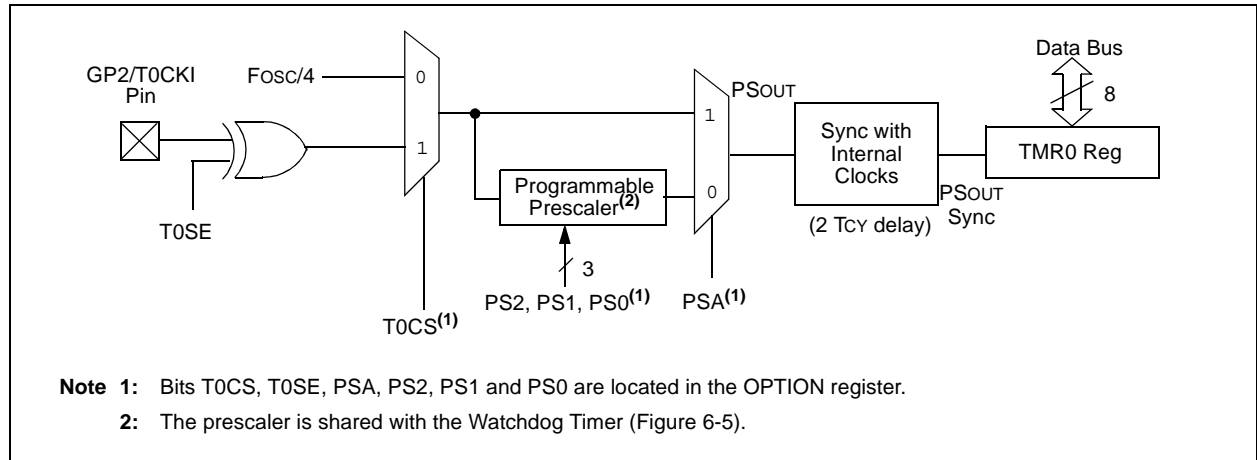 GP2/T0CKI
Pin
FOSC/4
0
1
T0SE
T0CS(1)
Programmable
Prescaler(2)
3
PS2, PS1, PS0(1)
1
0
PSOUT
PSA(1)
Sync with
Internal
Clocks
(2 TCY delay)
PSOUT
Sync
Data Bus
8
TMR0 Reg
Note 1: Bits T0CS, T0SE, PSA, PS2, PS1 and PS0 are located in the OPTION register.
2: The prescaler is shared with the Watchdog Timer (Figure 6-5).